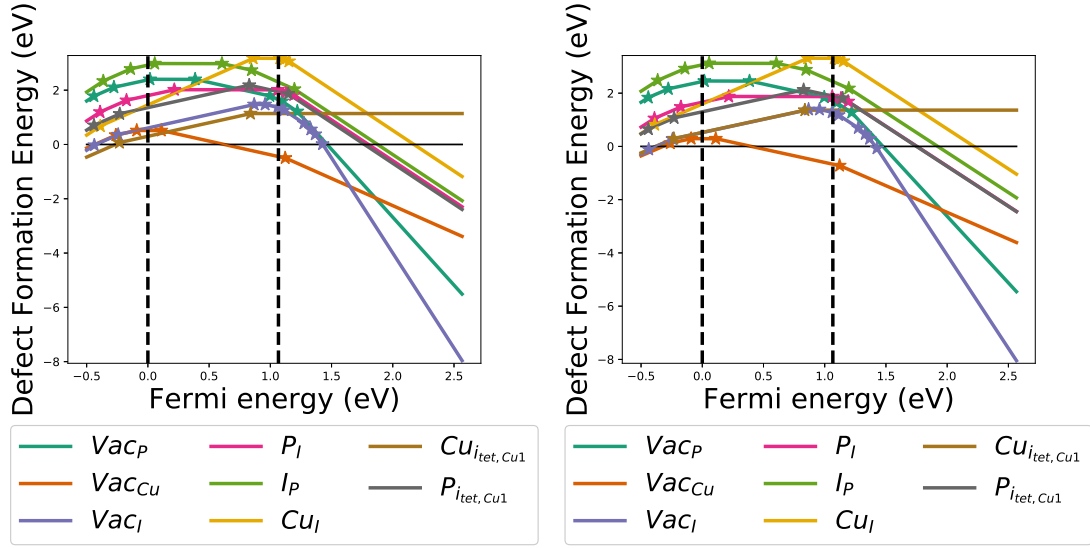 Defect Formation Energy (eV)
2
0
−2
−4
−6
−8
−0.5 0.0 0.5 1.0 1.5 2.0 2.5
Fermi energy (eV)
Vac_P P_I Cu_{i_{tet,Cu1}}
Vac_{Cu} I_P P_{i_{tet,Cu1}}
Vac_I Cu_I
Defect Formation Energy (eV)
2
0
−2
−4
−6
−8
−0.5 0.0 0.5 1.0 1.5 2.0 2.5
Fermi energy (eV)
Vac_P P_I Cu_{i_{tet,Cu1}}
Vac_{Cu} I_P P_{i_{tet,Cu1}}
Vac_I Cu_I